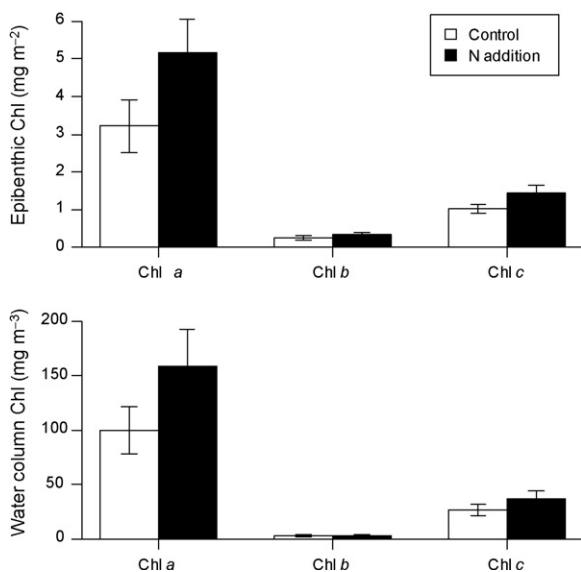 Epibenthic Chl (mg m⁻²)
6
5
4
3
2
1
0
Control
N addition
Chl a
Chl b
Chl c
Water column Chl (mg m⁻³)
200
150
100
50
0
Chl a
Chl b
Chl c